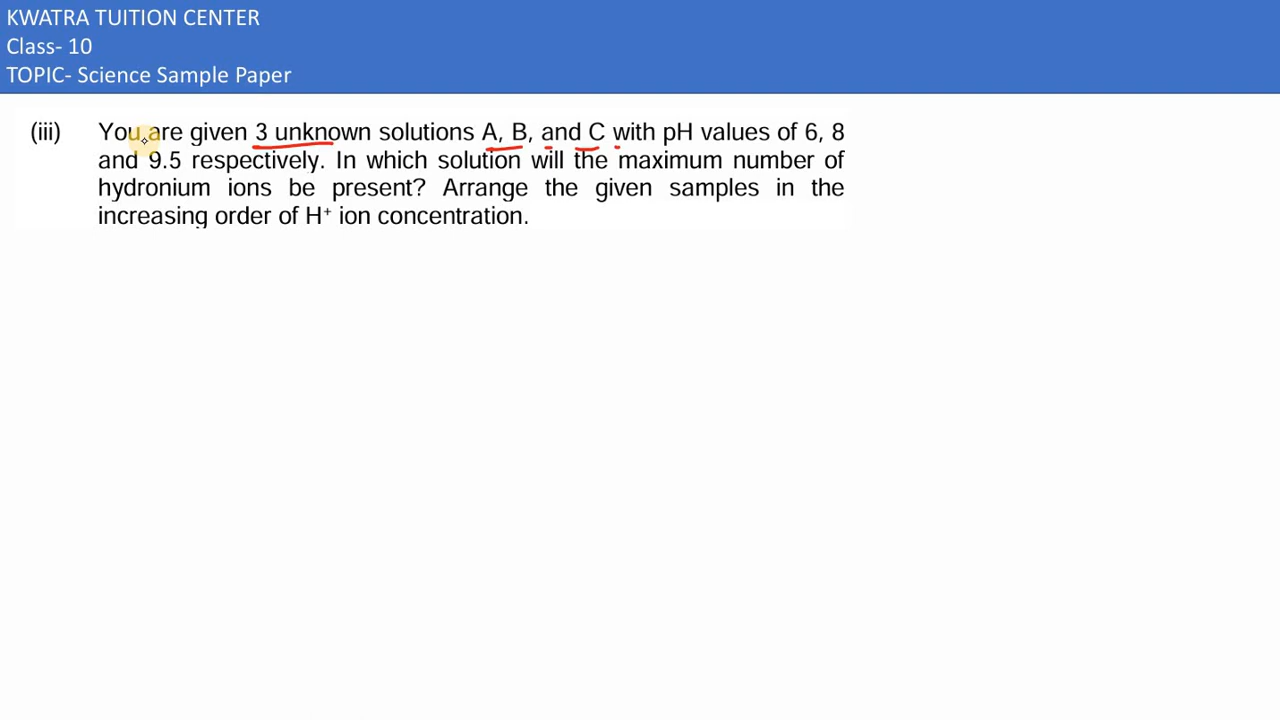 KWATRA TUITION CENTER
Class- 10
TOPIC- Science Sample Paper
(iii) You are given 3 unknown solutions A, B, and C with pH values of 6, 8
and 9.5 respectively. In which solution will the maximum number of
hydronium ions be present? Arrange the given samples in the
increasing order of H⁺ ion concentration.